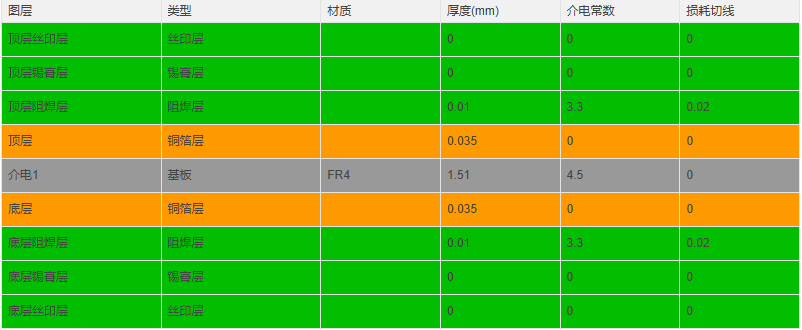 图层 类型 材质 厚度(mm) 介电常数 损耗切线
顶层丝印层 丝印层 0 0 0
顶层锡膏层 锡膏层 0 0 0
顶层阻焊层 阻焊层 0.01 3.3 0.02
顶层 铜箔层 0.035 0 0
介电1 基板 FR4 1.51 4.5 0
底层 铜箔层 0.035 0 0
底层阻焊层 阻焊层 0.01 3.3 0.02
底层锡膏层 锡膏层 0 0 0
底层丝印层 丝印层 0 0 0